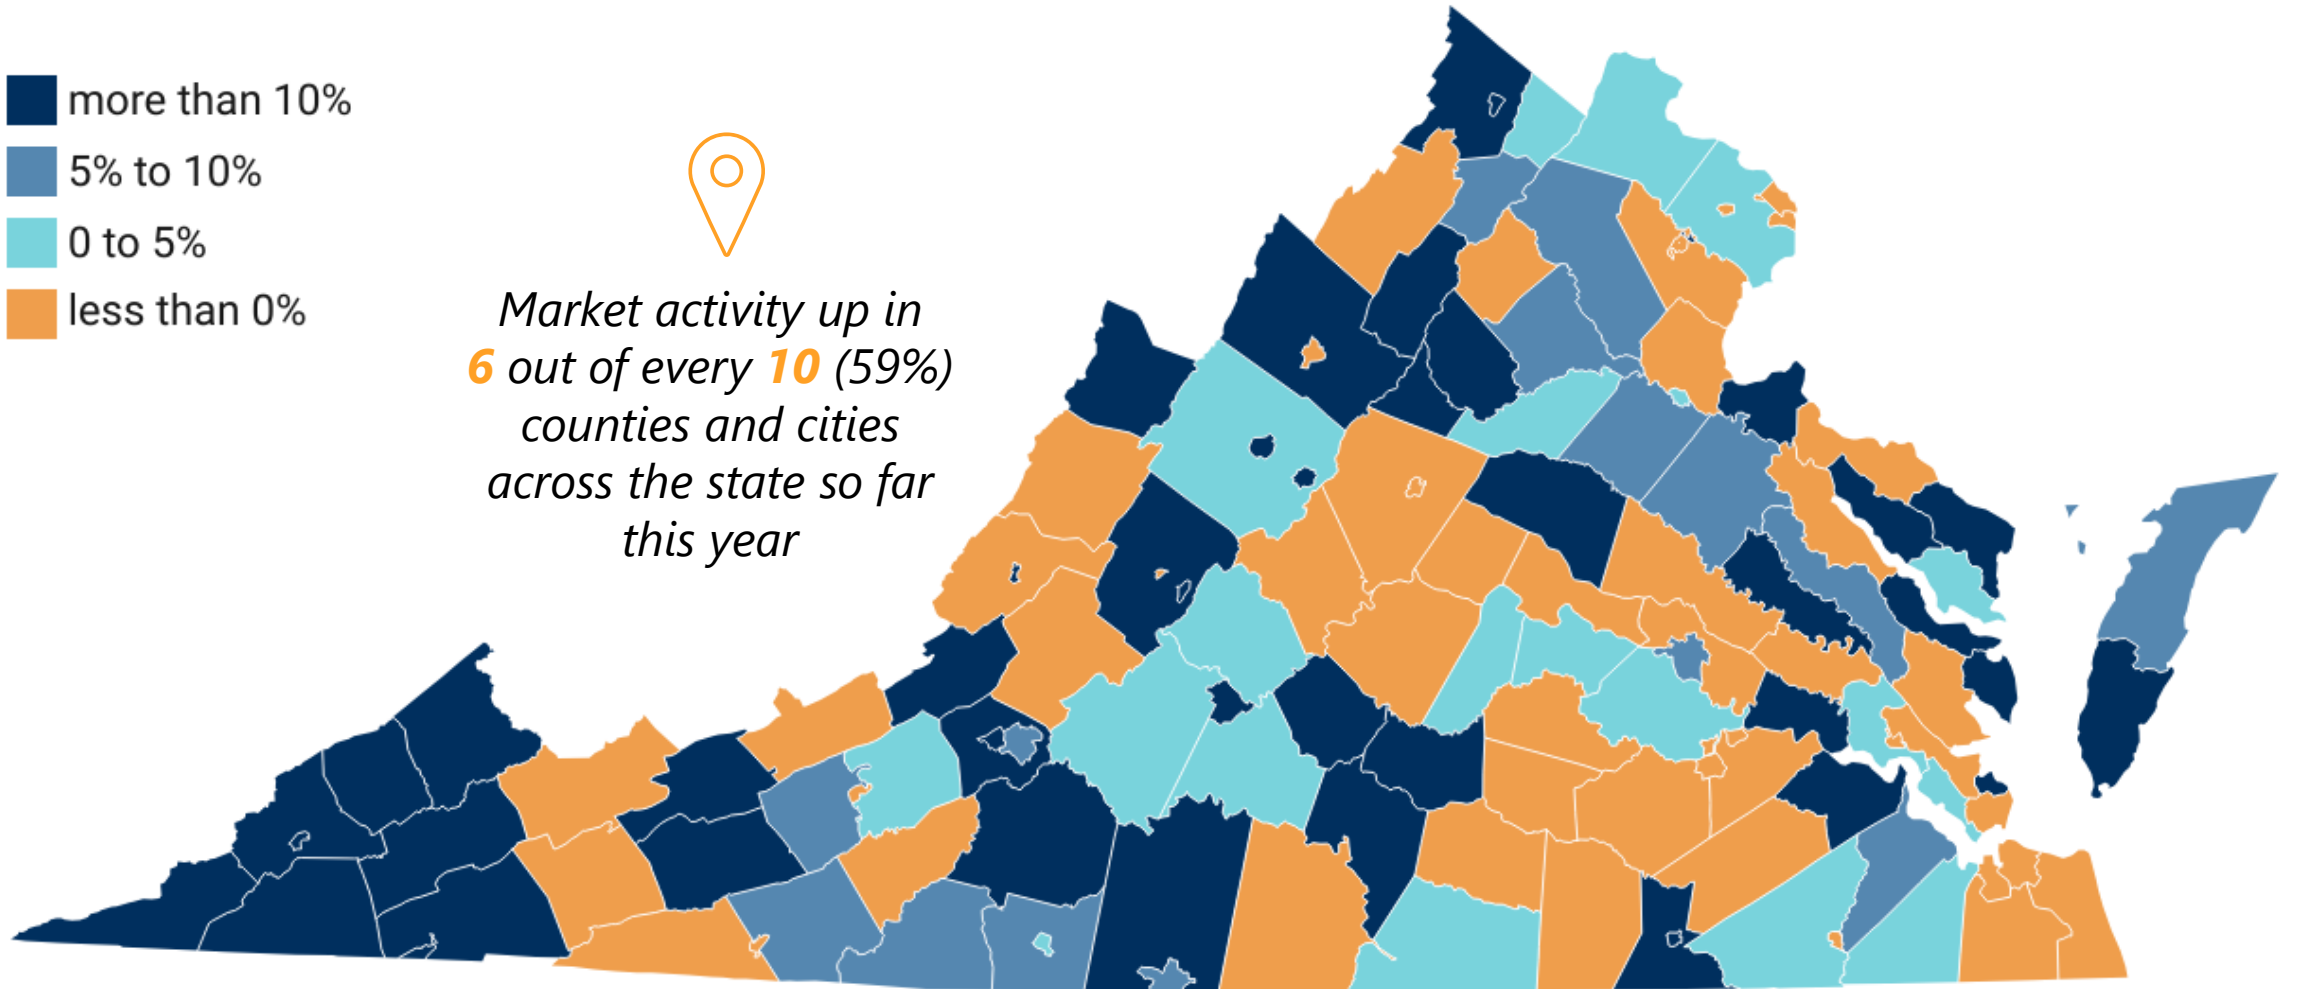 more than 10%
5% to 10%
0 to 5%
less than 0%
Market activity up in
6 out of every 10 (59%)
counties and cities
across the state so far
this year